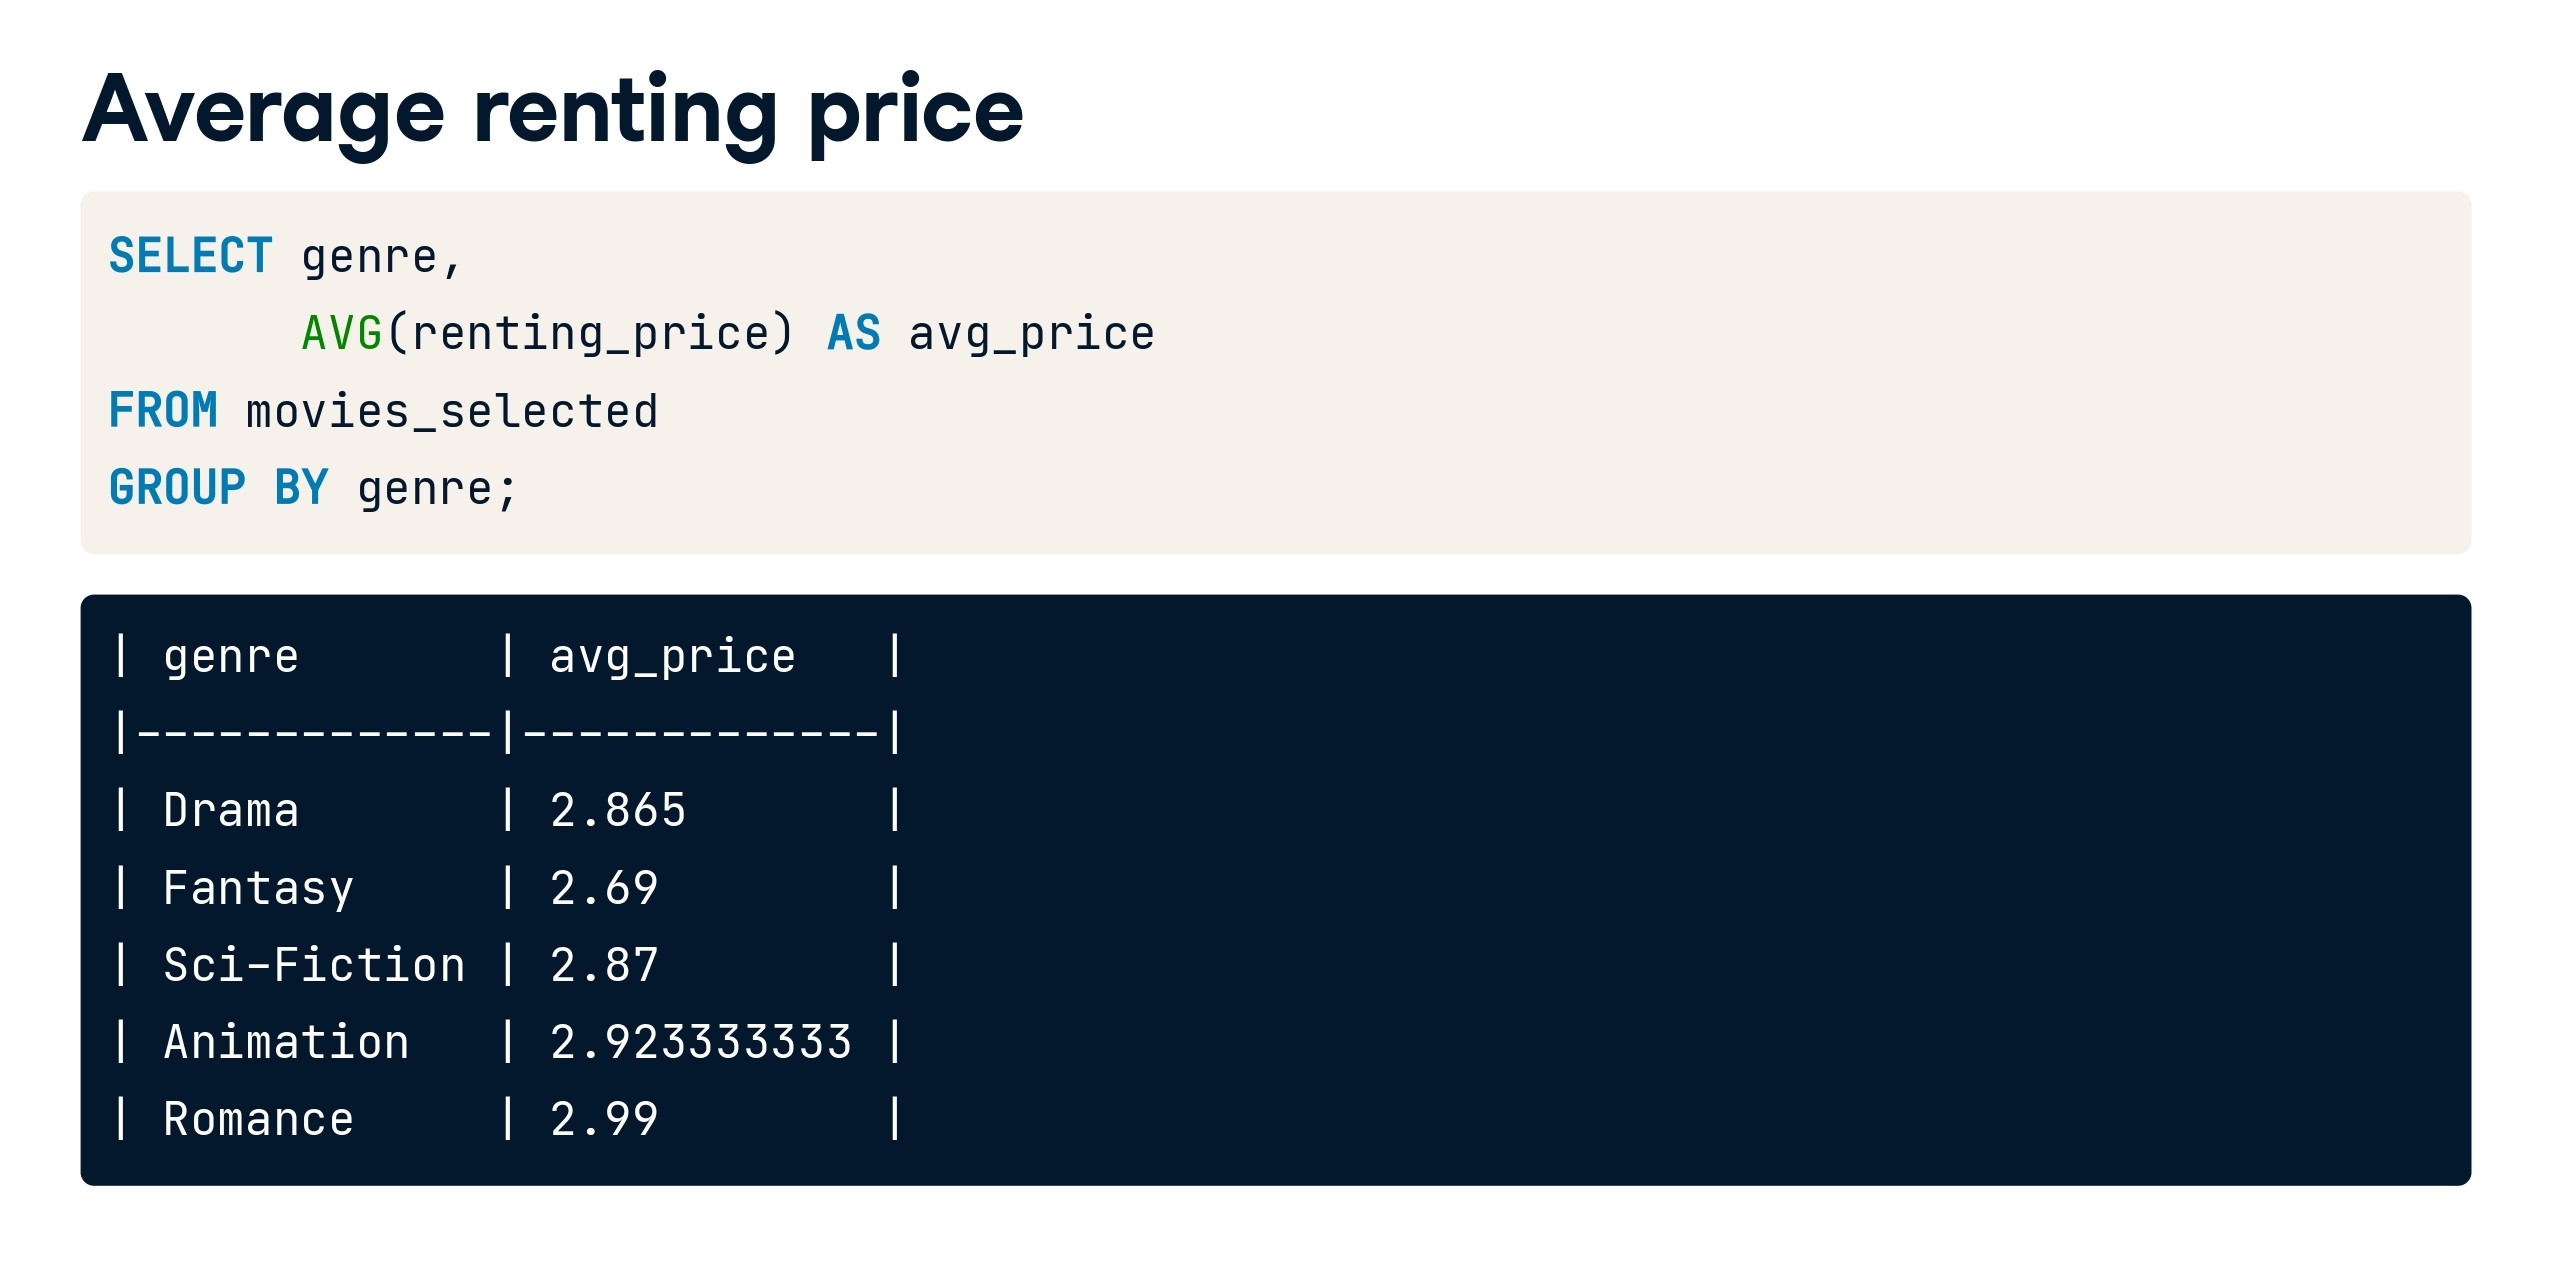 Average renting price
SELECT genre,
       AVG(renting_price) AS avg_price
FROM movies_selected
GROUP BY genre;
| genre       | avg_price   |
|-------------|-------------|
| Drama       | 2.865       |
| Fantasy     | 2.69        |
| Sci-Fiction | 2.87        |
| Animation   | 2.923333333 |
| Romance     | 2.99        |